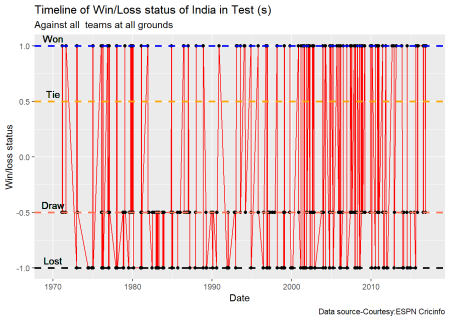 Timeline of Win/Loss status of India in Test (s)
Against all teams at all grounds
Win/loss status
1.0
0.5
0.0
-0.5
-1.0
Won
Tie
Draw
Lost
1970
1980
1990
2000
2010
Date
Data source-Courtesy:ESPN Cricinfo